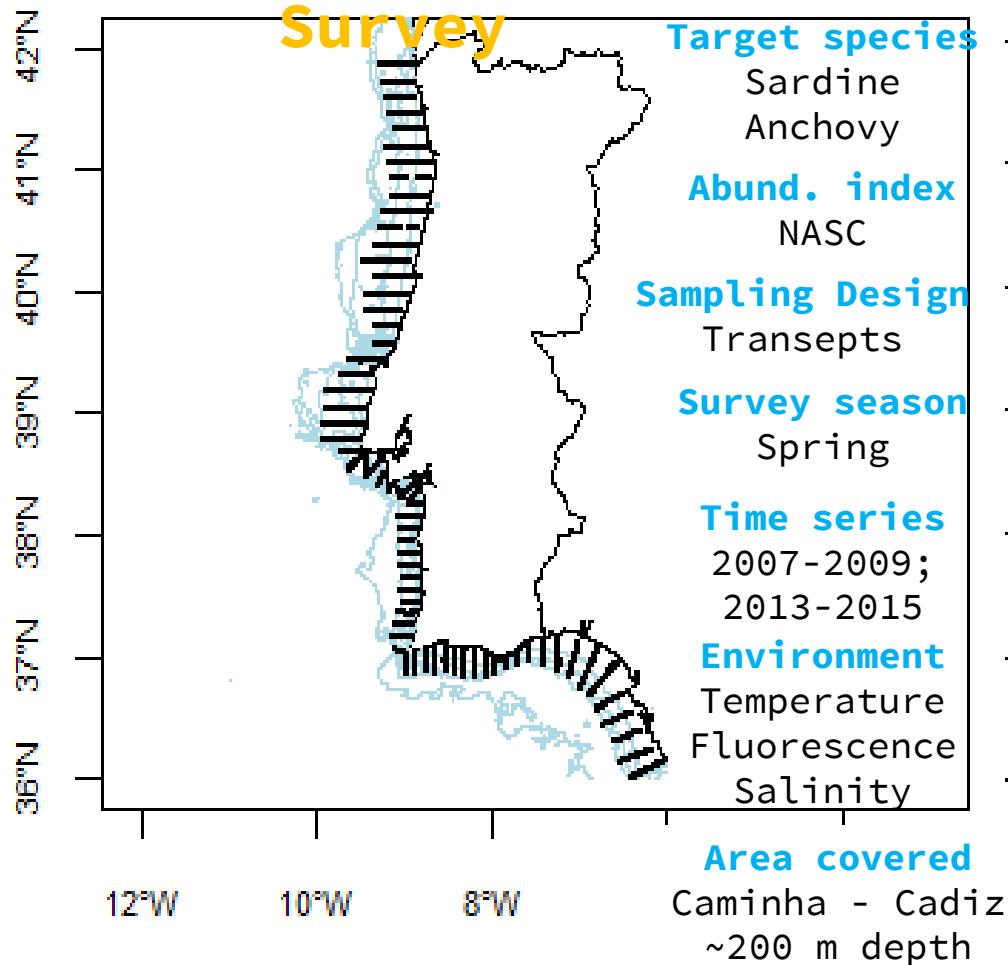 Survey
Target species
Sardine
Anchovy
Abund. index
NASC
Sampling Design
Transepts
Survey season
Spring
Time series
2007-2009;
2013-2015
Environment
Temperature
Fluorescence
Salinity
Area covered
Caminha - Cadiz
~200 m depth
42°N
41°N
40°N
39°N
38°N
37°N
36°N
12°W
10°W
8°W